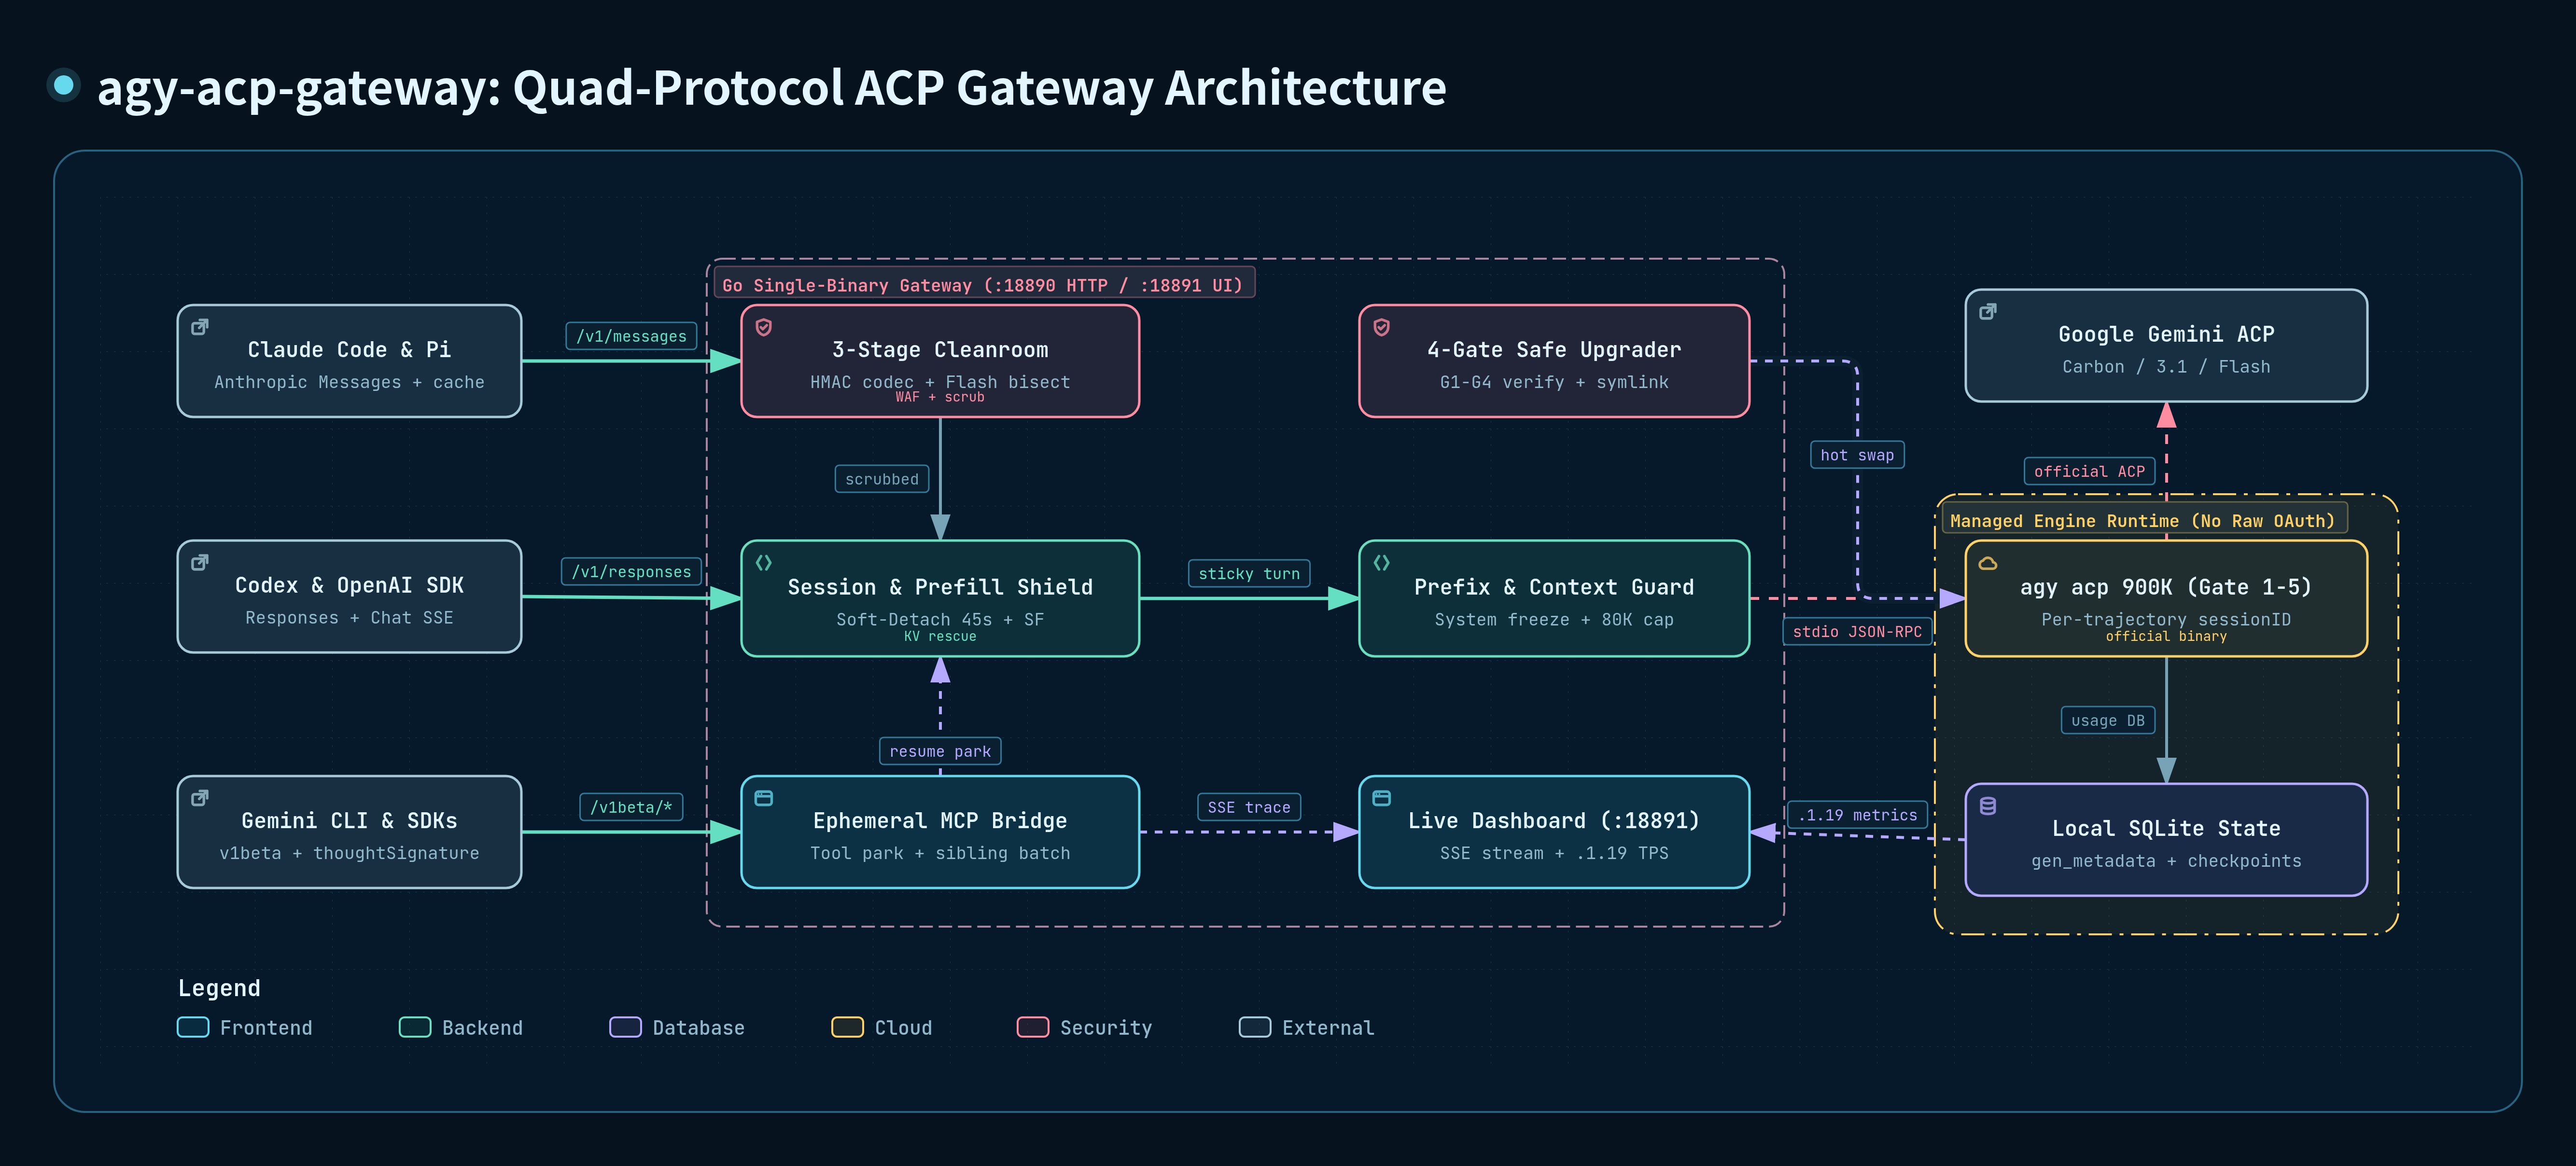 agy-acp-gateway: Quad-Protocol ACP Gateway Architecture
Go Single-Binary Gateway (:18890 HTTP / :18891 UI)
Claude Code & Pi
Anthropic Messages + cache
/v1/messages
3-Stage Cleanroom
HMAC codec + Flash bisect
WAF + scrub
4-Gate Safe Upgrader
G1-G4 verify + symlink
Google Gemini ACP
Carbon / 3.1 / Flash
scrubbed
hot swap
official ACP
Managed Engine Runtime (No Raw OAuth)
Codex & OpenAI SDK
Responses + Chat SSE
/v1/responses
Session & Prefill Shield
Soft-Detach 45s + SF
KV rescue
sticky turn
Prefix & Context Guard
System freeze + 80K cap
stdio JSON-RPC
agy acp 900K (Gate 1-5)
Per-trajectory sessionID
official binary
resume park
usage DB
Gemini CLI & SDKs
v1beta + thoughtSignature
/v1beta/*
Ephemeral MCP Bridge
Tool park + sibling batch
SSE trace
Live Dashboard (:18891)
SSE stream + .1.19 TPS
.1.19 metrics
Local SQLite State
gen_metadata + checkpoints
Legend
Frontend
Backend
Database
Cloud
Security
External